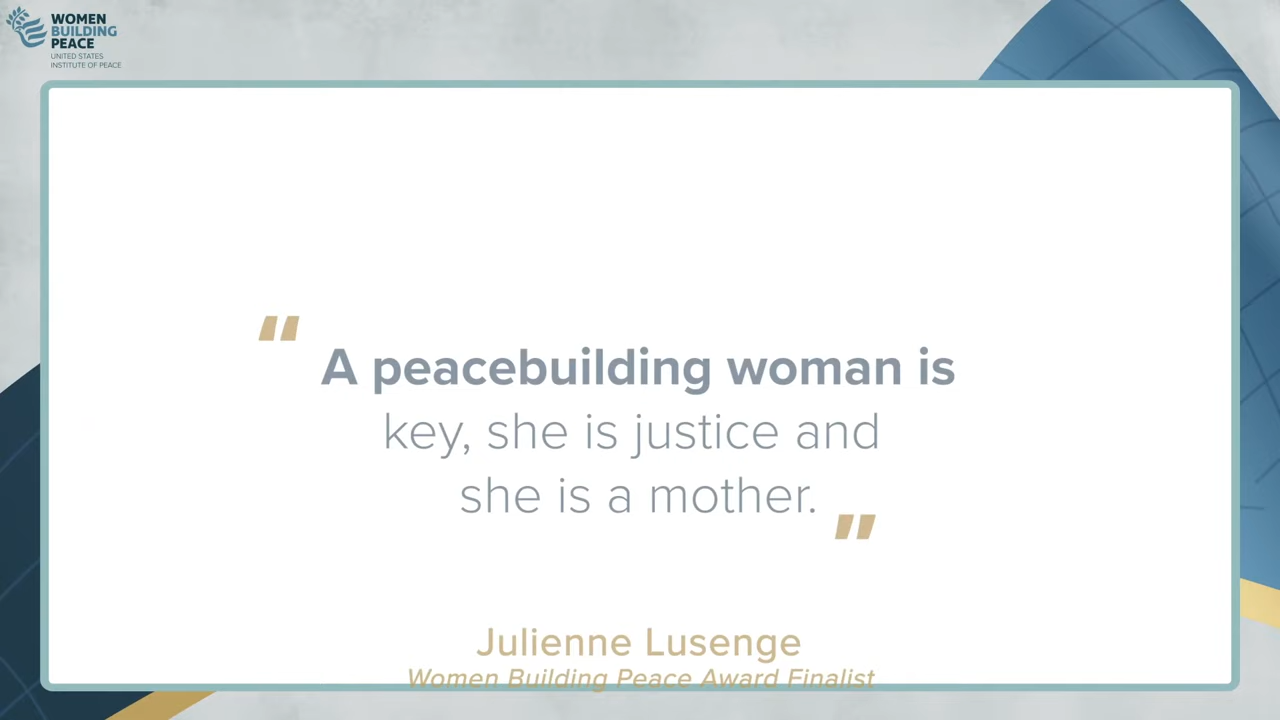 WOMEN
BUILDING
PEACE
UNITED STATES
INSTITUTE OF PEACE
" A peacebuilding woman is
key, she is justice and
she is a mother. "
Julienne Lusenge
Women Building Peace Award Finalist